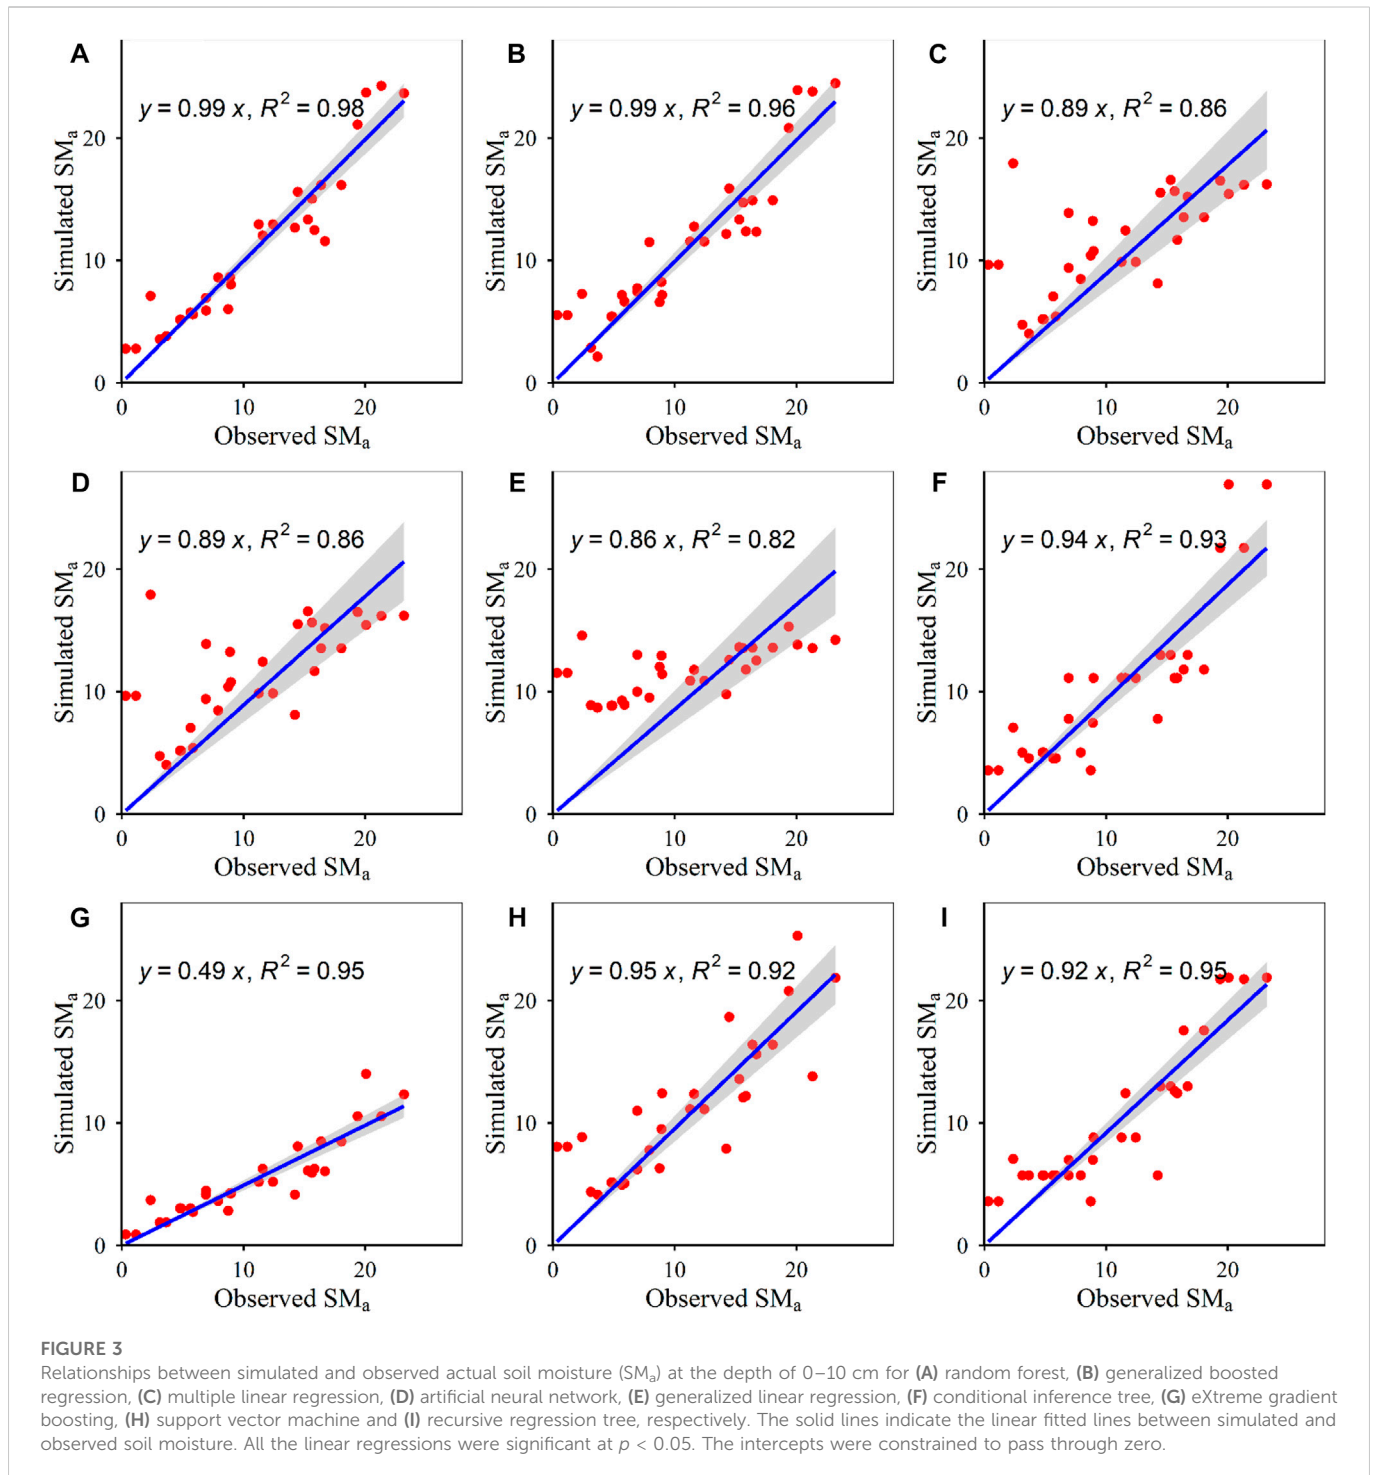 A
B
C
y = 0.99 x, R² = 0.98
y = 0.99 x, R² = 0.96
y = 0.89 x, R² = 0.86
Simulated SMₐ
Simulated SMₐ
Simulated SMₐ
20
10
0
20
10
0
20
10
0
0 10 20
0 10 20
0 10 20
Observed SMₐ
Observed SMₐ
Observed SMₐ
D
E
F
y = 0.89 x, R² = 0.86
y = 0.86 x, R² = 0.82
y = 0.94 x, R² = 0.93
Simulated SMₐ
Simulated SMₐ
Simulated SMₐ
20
10
0
20
10
0
20
10
0
0 10 20
0 10 20
0 10 20
Observed SMₐ
Observed SMₐ
Observed SMₐ
G
H
I
y = 0.49 x, R² = 0.95
y = 0.95 x, R² = 0.92
y = 0.92 x, R² = 0.95
Simulated SMₐ
Simulated SMₐ
Simulated SMₐ
20
10
0
20
10
0
20
10
0
0 10 20
0 10 20
0 10 20
Observed SMₐ
Observed SMₐ
Observed SMₐ
FIGURE 3
Relationships between simulated and observed actual soil moisture (SMₐ) at the depth of 0–10 cm for (A) random forest, (B) generalized boosted
regression, (C) multiple linear regression, (D) artificial neural network, (E) generalized linear regression, (F) conditional inference tree, (G) eXtreme gradient
boosting, (H) support vector machine and (I) recursive regression tree, respectively. The solid lines indicate the linear fitted lines between simulated and
observed soil moisture. All the linear regressions were significant at p < 0.05. The intercepts were constrained to pass through zero.